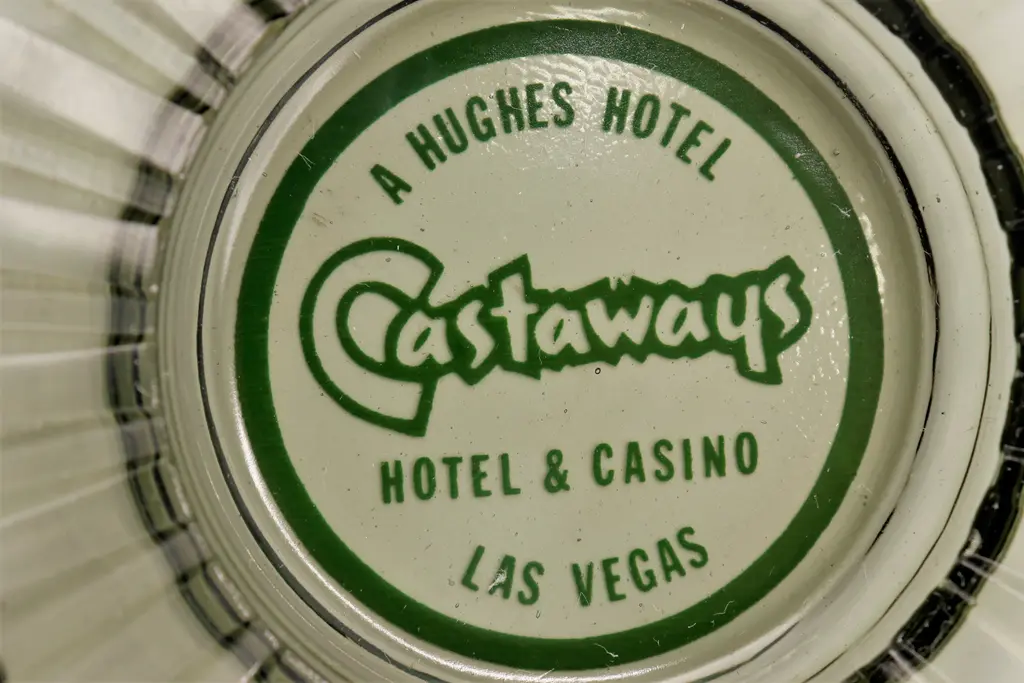 A HUGHES HOTEL
Castaways
HOTEL & CASINO
LAS VEGAS